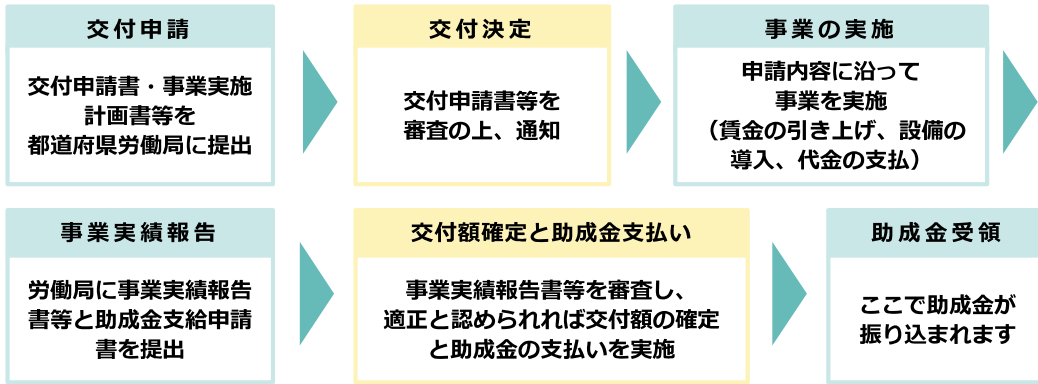 交付申請
交付申請書・事業実施
計画書等を
都道府県労働局に提出
交付決定
交付申請書等を
審査の上、通知
事業の実施
申請内容に沿って
事業を実施
（賃金の引き上げ、設備の
導入、代金の支払）
事業実績報告
労働局に事業実績報告
書等と助成金支給申請
書を提出
交付額確定と助成金支払い
事業実績報告書等を審査し、
適正と認められれば交付額の確定
と助成金の支払いを実施
助成金受領
ここで助成金が
振り込まれます